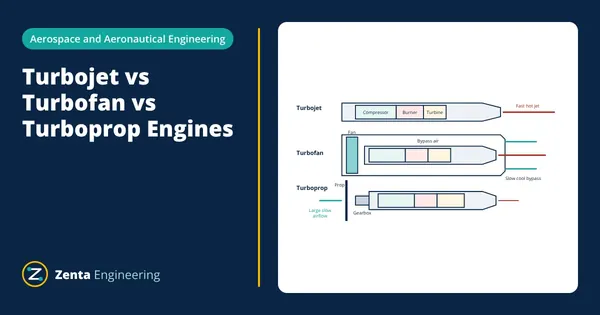 Aerospace and Aeronautical Engineering
Turbojet vs
Turbofan vs
Turboprop Engines
Zenta Engineering
Turbojet
Compressor
Burner
Turbine
Fast hot jet
Fan
Bypass air
Turbofan
Slow cool bypass
Turboprop
Prop
Large slow
airflow
Gearbox